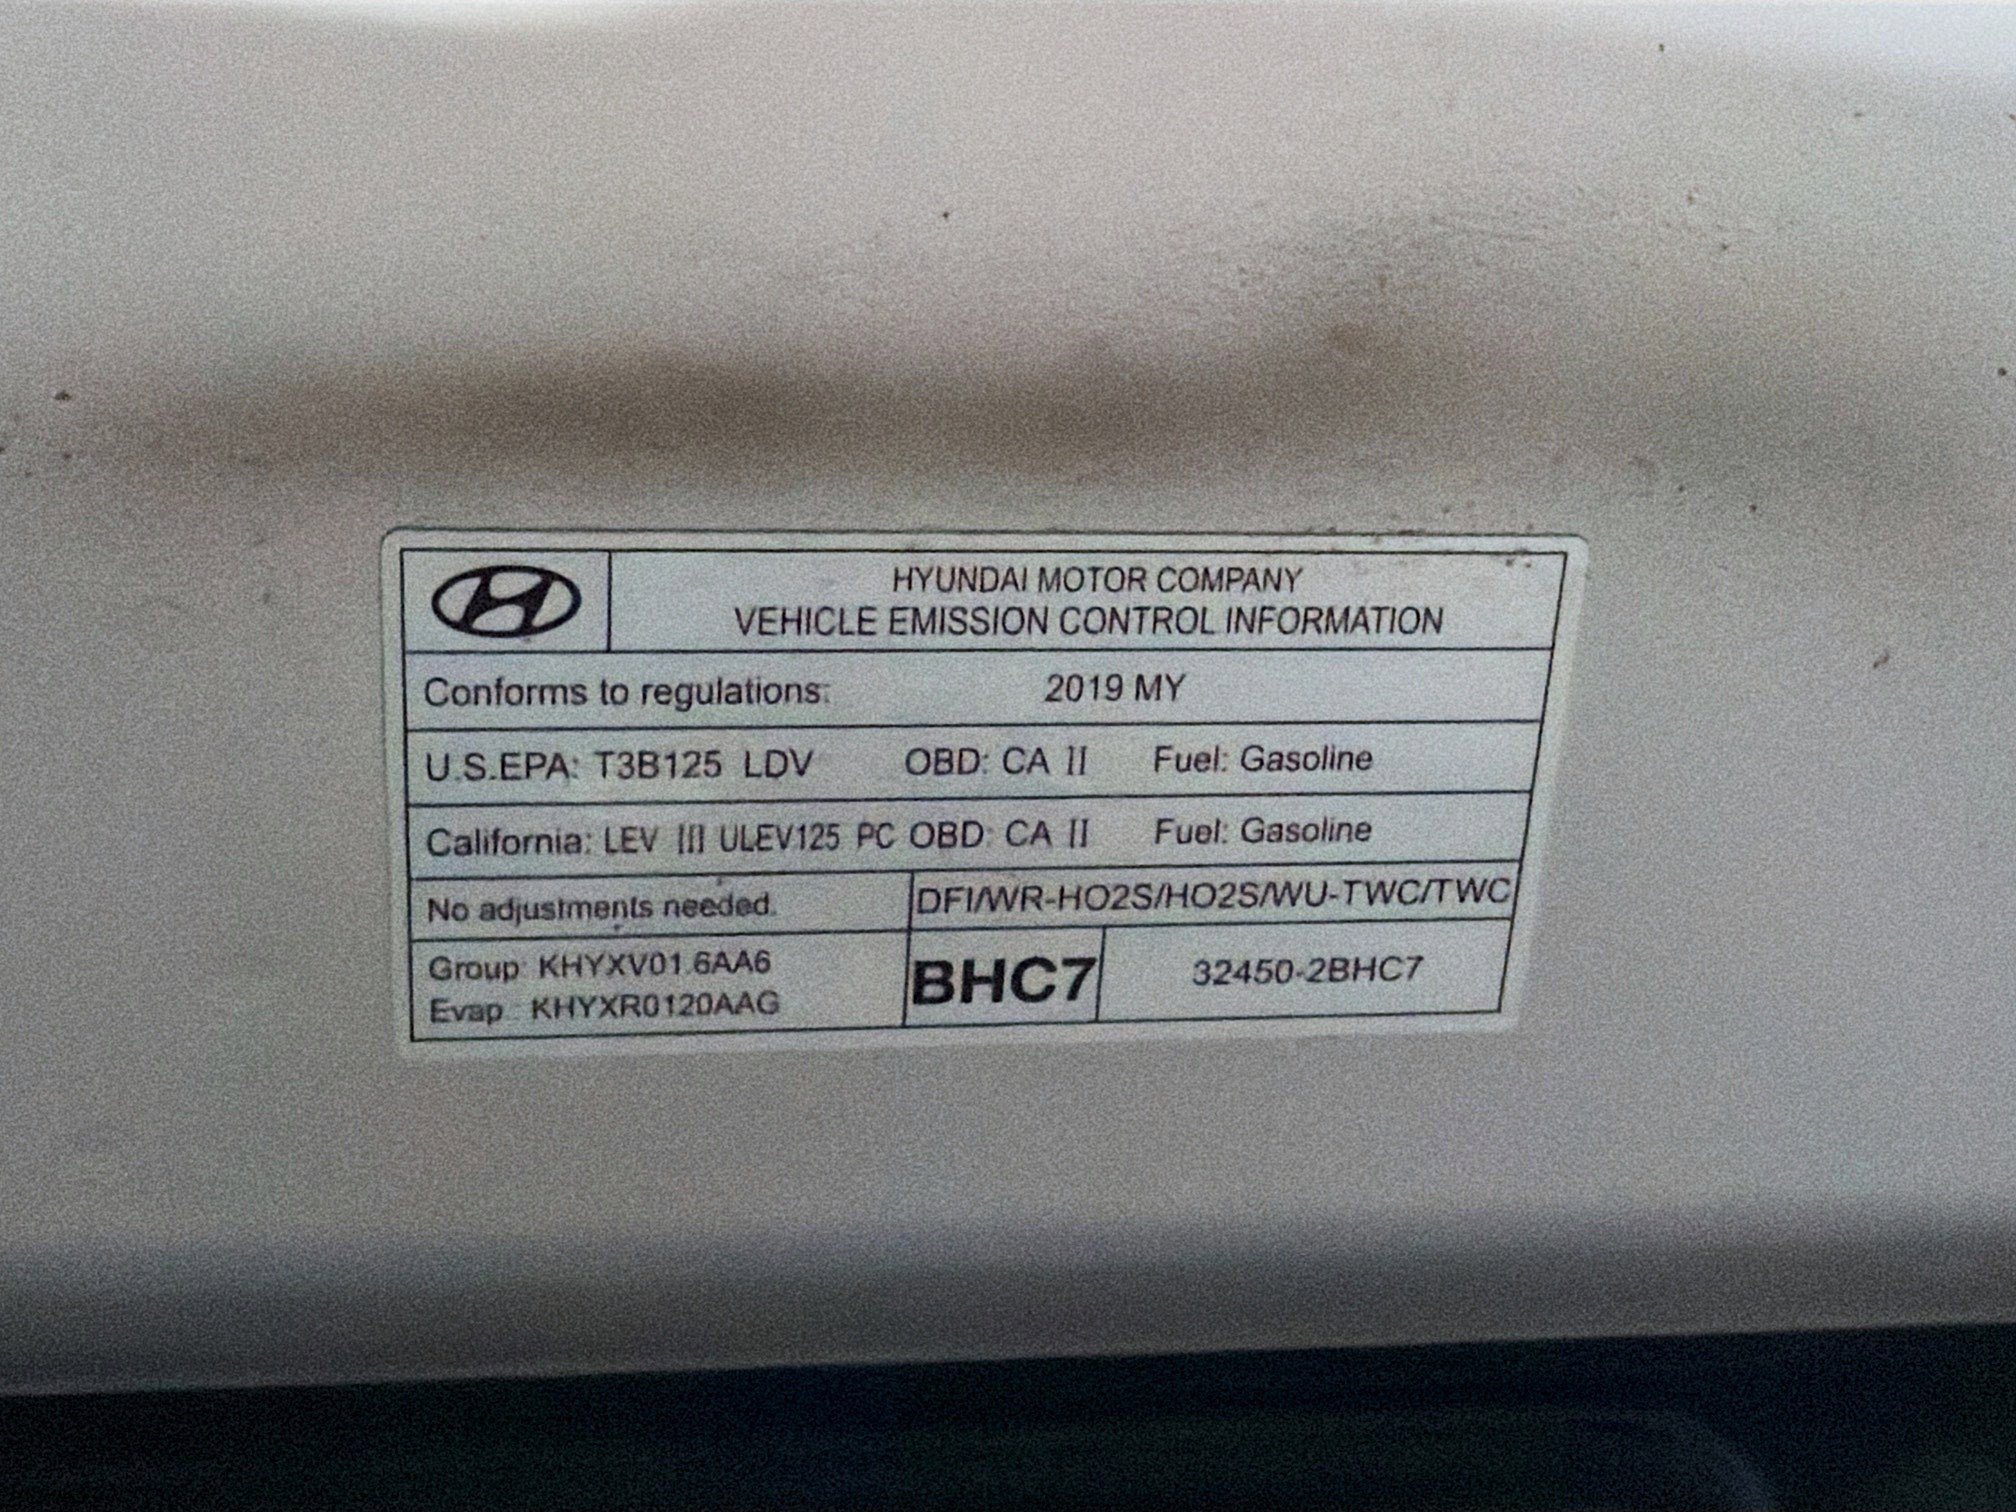 HYUNDAI MOTOR COMPANY
VEHICLE EMISSION CONTROL INFORMATION
Conforms to regulations: 2019 MY
U.S.EPA: T3B125 LDV OBD: CA II Fuel: Gasoline
California: LEV III ULEV125 PC OBD: CA II Fuel: Gasoline
No adjustments needed. DFI/WR-HO2S/HO2S/WU-TWC/TWC
Group: KHYXV01.6AA6
Evap: KHYXR0120AAG
BHC7 32450-2BHC7